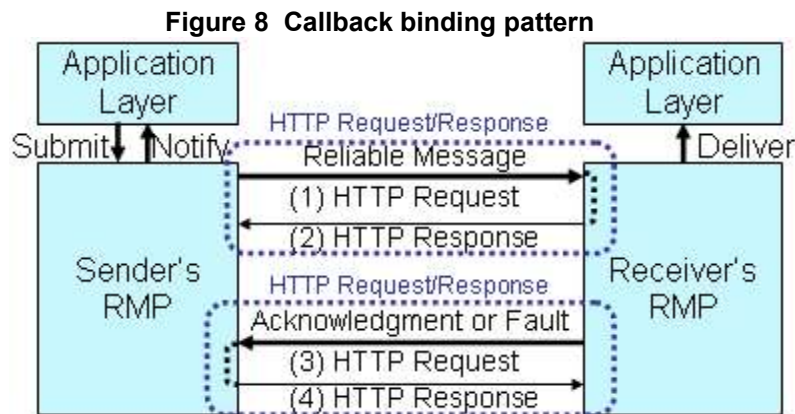 Figure 8 Callback binding pattern
Application
Layer
Application
Layer
Submit
Notify
Deliver
HTTP Request/Response
Reliable Message
(1) HTTP Request
(2) HTTP Response
Sender's
RMP
Receiver's
RMP
HTTP Request/Response
Acknowledgment or Fault
(3) HTTP Request
(4) HTTP Response